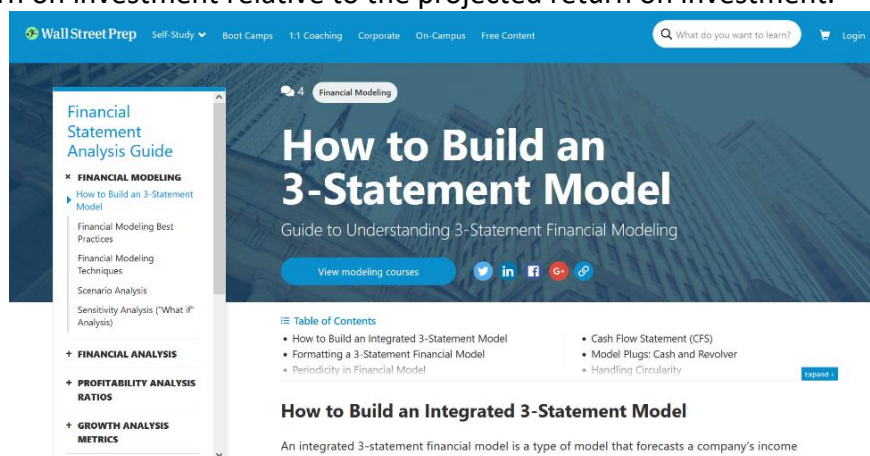 on investment relative to the projected return on investment.
Wall Street Prep Self-Study Boot Camps 1:1 Coaching Corporate On-Campus Free Content What do you want to learn? Login
Financial
Statement
Analysis Guide
× FINANCIAL MODELING
How to Build an 3-Statement
Model
Financial Modeling Best
Practices
Financial Modeling
Techniques
Scenario Analysis
Sensitivity Analysis ("What if"
Analysis)
+ FINANCIAL ANALYSIS
+ PROFITABILITY ANALYSIS
RATIOS
+ GROWTH ANALYSIS
METRICS
4 Financial Modeling
How to Build an
3-Statement Model
Guide to Understanding 3-Statement Financial Modeling
View modeling courses
in f G+
Table of Contents
• How to Build an Integrated 3-Statement Model
• Formatting a 3-Statement Financial Model
• Periodicity in Financial Model
• Cash Flow Statement (CFS)
• Model Plugs: Cash and Revolver
• Handling Circularity
Expand +
How to Build an Integrated 3-Statement Model
An integrated 3-statement financial model is a type of model that forecasts a company's income